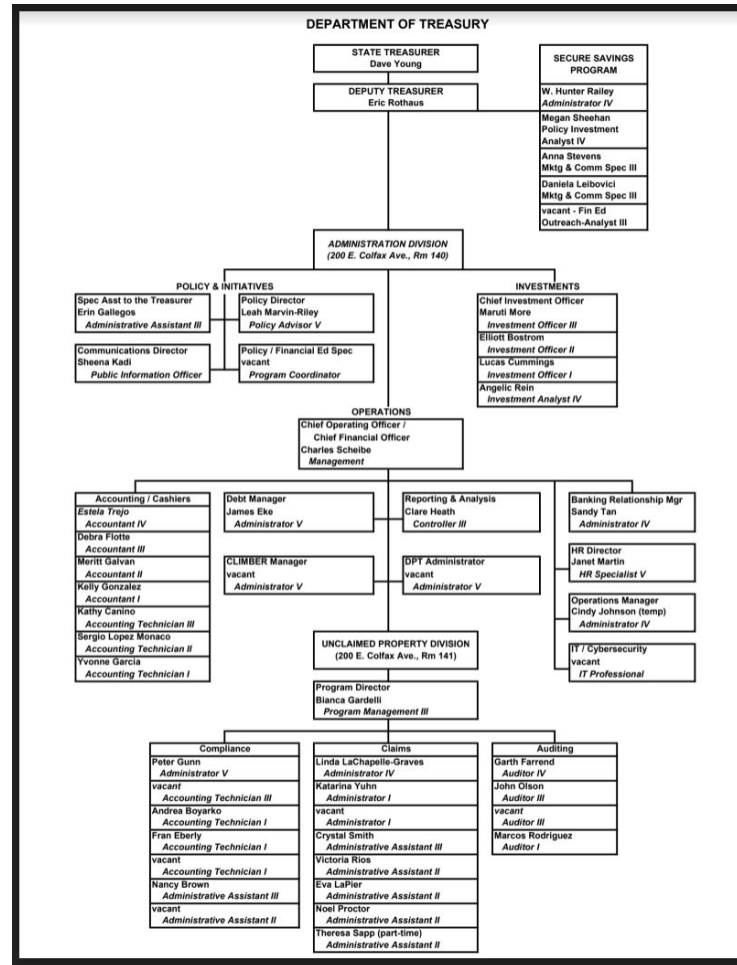 DEPARTMENT OF TREASURY
STATE TREASURER
Dave Young
DEPUTY TREASURER
Eric Rothaus
SECURE SAVINGS
PROGRAM
W. Hunter Railey
Administrator IV
Megan Sheehan
Policy Investment
Analyst IV
Anna Stevens
Mktg & Comm Spec III
Daniela Leibovici
Mktg & Comm Spec III
vacant - Fin Ed
Outreach-Analyst III
ADMINISTRATION DIVISION
(200 E. Colfax Ave., Rm 140)
POLICY & INITIATIVES
Spec Asst to the Treasurer
Erin Gallegos
Administrative Assistant III
Policy Director
Leah Marvin-Riley
Policy Advisor V
Communications Director
Sheena Kadi
Public Information Officer
Policy / Financial Ed Spec
vacant
Program Coordinator
INVESTMENTS
Chief Investment Officer
Maruti More
Investment Officer III
Elliott Bostrom
Investment Officer II
Lucas Cummings
Investment Officer I
Angelic Rein
Investment Analyst IV
OPERATIONS
Chief Operating Officer /
Chief Financial Officer
Charles Scheibe
Management
Accounting / Cashiers
Estela Trejo
Accountant IV
Debra Flotte
Accountant III
Meritt Galvan
Accountant II
Kelly Gonzalez
Accountant I
Kathy Canino
Accounting Technician III
Sergio Lopez Monaco
Accounting Technician II
Yvonne Garcia
Accounting Technician I
Debt Manager
James Eke
Administrator V
CLIMBER Manager
vacant
Administrator V
Reporting & Analysis
Clare Heath
Controller III
DPT Administrator
vacant
Administrator V
Banking Relationship Mgr
Sandy Tan
Administrator IV
HR Director
Janet Martin
HR Specialist V
Operations Manager
Cindy Johnson (temp)
Administrator IV
IT / Cybersecurity
vacant
IT Professional
UNCLAIMED PROPERTY DIVISION
(200 E. Colfax Ave., Rm 141)
Program Director
Bianca Gardelli
Program Management III
Compliance
Peter Gunn
Administrator V
vacant
Accounting Technician III
Andrea Boyarko
Accounting Technician I
Fran Eberly
Accounting Technician I
vacant
Accounting Technician I
Nancy Brown
Administrative Assistant III
vacant
Administrative Assistant II
Claims
Linda LaChapelle-Graves
Administrator IV
Katarina Yuhn
Administrator I
vacant
Administrator I
Crystal Smith
Administrative Assistant III
Victoria Rios
Administrative Assistant II
Eva LaPier
Administrative Assistant II
Noel Proctor
Administrative Assistant II
Theresa Sapp (part-time)
Administrative Assistant II
Auditing
Garth Farrend
Auditor IV
John Olson
Auditor III
vacant
Auditor III
Marcos Rodriguez
Auditor I